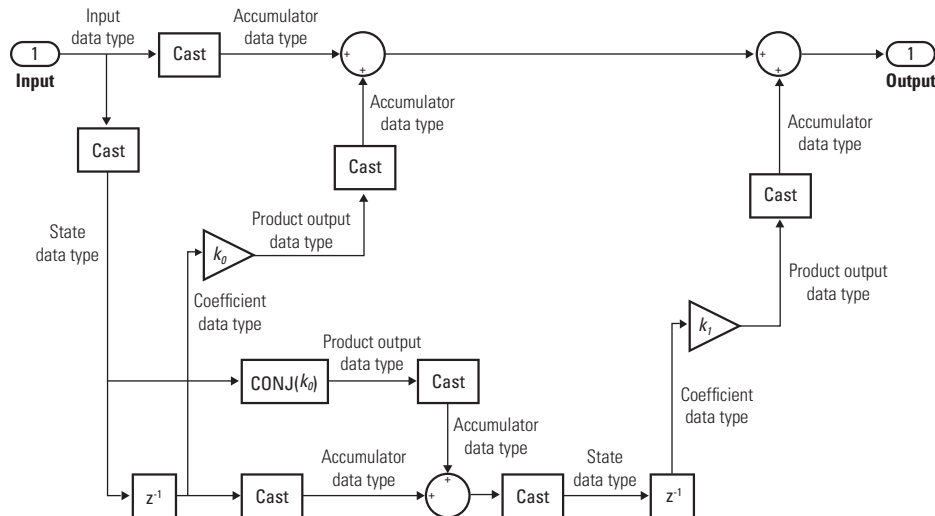 Input
data type
Accumulator
data type
1
Input
Cast
+
+
+
+
1
Output
Cast
Accumulator
data type
Cast
Accumulator
data type
Cast
State
data type
k0
Product output
data type
Coefficient
data type
Product output
data type
k1
CONJ(k0)
Product output
data type
Cast
Coefficient
data type
Accumulator
data type
z-1
Cast
Accumulator
data type
+
+
Cast
State
data type
z-1